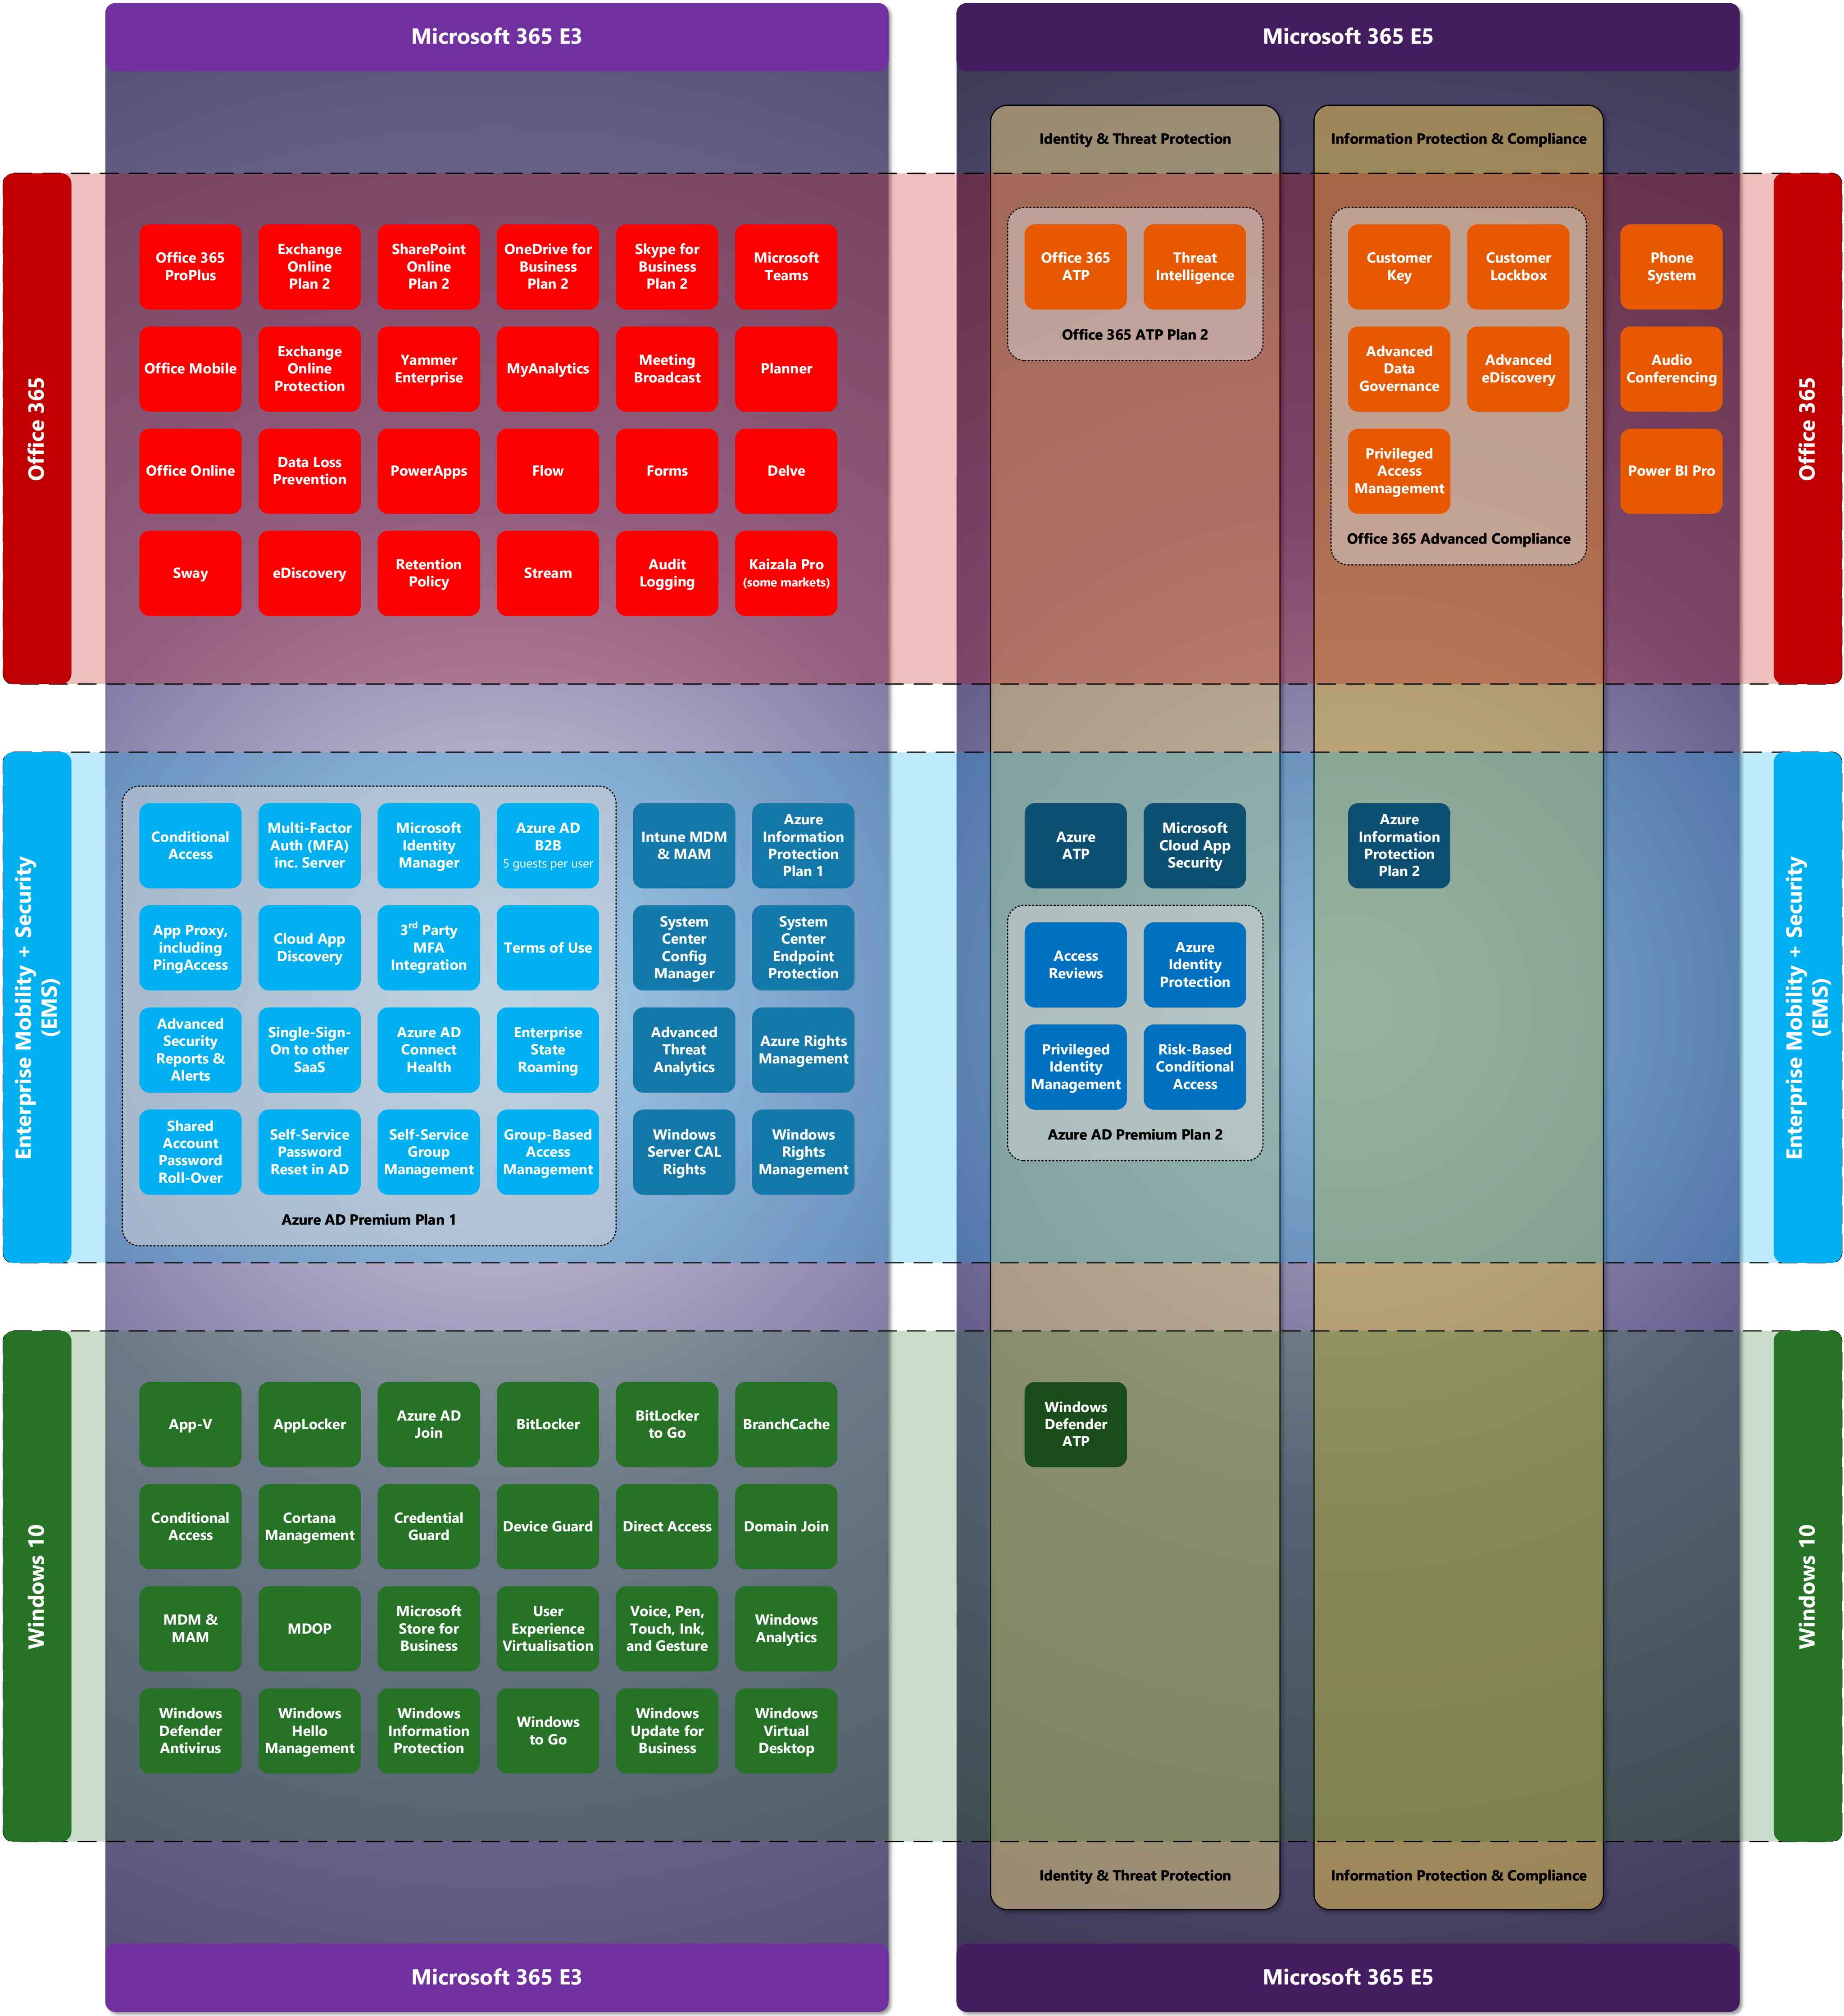 Microsoft 365 E3
Microsoft 365 E5
Identity & Threat Protection
Information Protection & Compliance
Office 365
Office 365
ProPlus
Exchange
Online
Plan 2
SharePoint
Online
Plan 2
OneDrive for
Business
Plan 2
Skype for
Business
Plan 2
Microsoft
Teams
Office Mobile
Exchange
Online
Protection
Yammer
Enterprise
MyAnalytics
Meeting
Broadcast
Planner
Office Online
Data Loss
Prevention
PowerApps
Flow
Forms
Delve
Sway
eDiscovery
Retention
Policy
Stream
Audit
Logging
Kaizala Pro
(some markets)
Office 365
ATP
Threat
Intelligence
Office 365 ATP Plan 2
Customer
Key
Customer
Lockbox
Advanced
Data
Governance
Advanced
eDiscovery
Privileged
Access
Management
Office 365 Advanced Compliance
Phone
System
Audio
Conferencing
Power BI Pro
Office 365
Enterprise Mobility + Security
(EMS)
Conditional
Access
Multi-Factor
Auth (MFA)
inc. Server
Microsoft
Identity
Manager
Azure AD
B2B
5 guests per user
Intune MDM
& MAM
Azure
Information
Protection
Plan 1
App Proxy,
including
PingAccess
Cloud App
Discovery
3rd Party
MFA
Integration
Terms of Use
System
Center
Config
Manager
System
Center
Endpoint
Protection
Advanced
Security
Reports &
Alerts
Single-Sign-
On to other
SaaS
Azure AD
Connect
Health
Enterprise
State
Roaming
Advanced
Threat
Analytics
Azure Rights
Management
Shared
Account
Password
Roll-Over
Self-Service
Password
Reset in AD
Self-Service
Group
Management
Group-Based
Access
Management
Windows
Server CAL
Rights
Windows
Rights
Management
Azure AD Premium Plan 1
Azure
ATP
Microsoft
Cloud App
Security
Azure
Information
Protection
Plan 2
Access
Reviews
Azure
Identity
Protection
Privileged
Identity
Management
Risk-Based
Conditional
Access
Azure AD Premium Plan 2
Enterprise Mobility + Security
(EMS)
Windows 10
App-V
AppLocker
Azure AD
Join
BitLocker
BitLocker
to Go
BranchCache
Conditional
Access
Cortana
Management
Credential
Guard
Device Guard
Direct Access
Domain Join
MDM &
MAM
MDOP
Microsoft
Store for
Business
User
Experience
Virtualisation
Voice, Pen,
Touch, Ink,
and Gesture
Windows
Analytics
Windows
Defender
Antivirus
Windows
Hello
Management
Windows
Information
Protection
Windows
to Go
Windows
Update for
Business
Windows
Virtual
Desktop
Windows
Defender
ATP
Windows 10
Identity & Threat Protection
Information Protection & Compliance
Microsoft 365 E3
Microsoft 365 E5